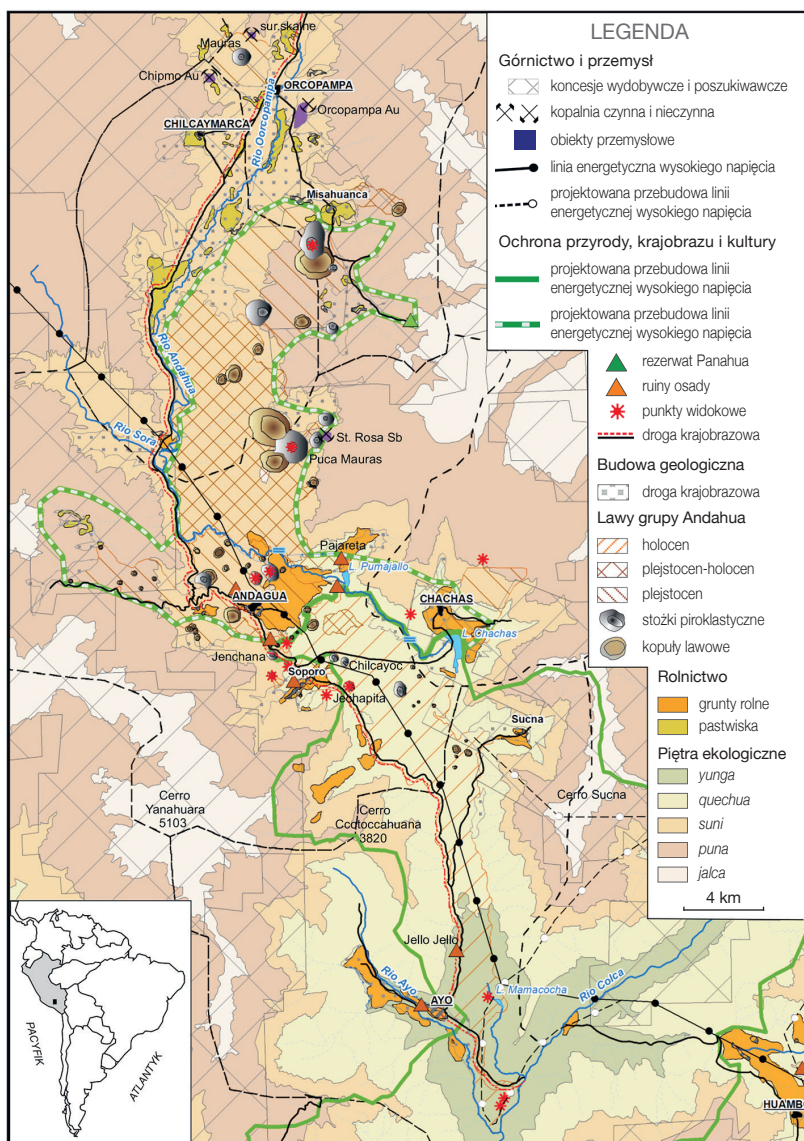 LEGENDA
Górnictwo i przemysł
koncesje wydobywcze i poszukiwawcze
kopalnia czynna i nieczynna
obiekty przemysłowe
linia energetyczna wysokiego napięcia
projektowana przebudowa linii
energetycznej wysokiego napięcia
Ochrona przyrody, krajobrazu i kultury
projektowana przebudowa linii
energetycznej wysokiego napięcia
projektowana przebudowa linii
energetycznej wysokiego napięcia
rezerwat Panahua
ruiny osady
punkty widokowe
droga krajobrazowa
Budowa geologiczna
droga krajobrazowa
Lawy grupy Andahua
holocen
plejstocen-holocen
plejstocen
stożki piroklastyczne
kopuły lawowe
Rolnictwo
grunty rolne
pastwiska
Piętra ekologiczne
yunga
quechua
suni
puna
jalca
4 km
sur.skalne
Mauras
Chipmo Au
ORCOPAMPA
Orcopampa Au
CHILCAYMARCA
Rio Oorcopampa
Misahuanca
Rio Andahua
Rio Sora
St. Rosa Sb
Puca Mauras
Pajareta
L. Pumajallo
ANDAGUA
CHACHAS
L. Chachas
Jenchana
Chilcayoc
Soporo
Jechapita
Sucna
Cerro
Yanahuara
5103
Cerro
Ccotoccahuana
3820
Cerro Sucna
Jello Jello
Rio Ayo
AYO
L. Mamacocha
Rio Colca
HUAMBO
PACYFIK
ATLANTYK